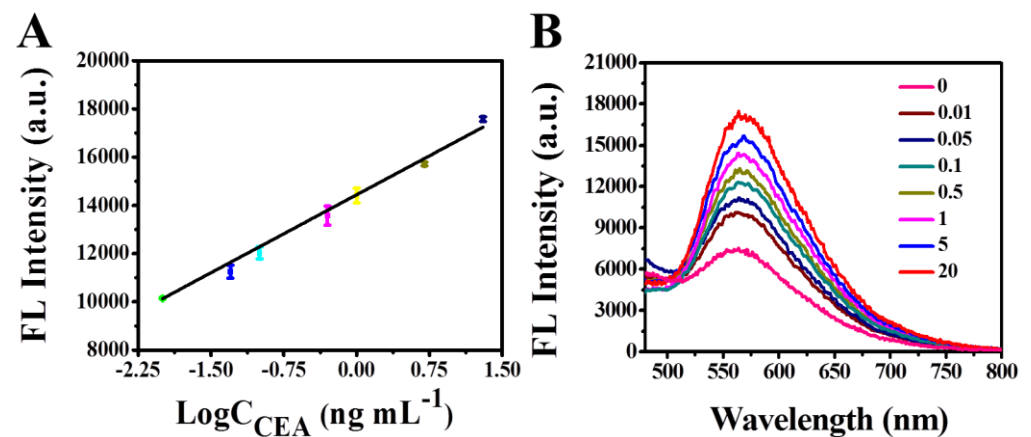 A
FL Intensity (a.u.)
20000
18000
16000
14000
12000
10000
8000
-2.25 -1.50 -0.75 0.00 0.75 1.50
LogC_CEA (ng mL⁻¹)
B
FL Intensity (a.u.)
21000
18000
15000
12000
9000
6000
3000
0
500 550 600 650 700 750 800
Wavelength (nm)
0
0.01
0.05
0.1
0.5
1
5
20